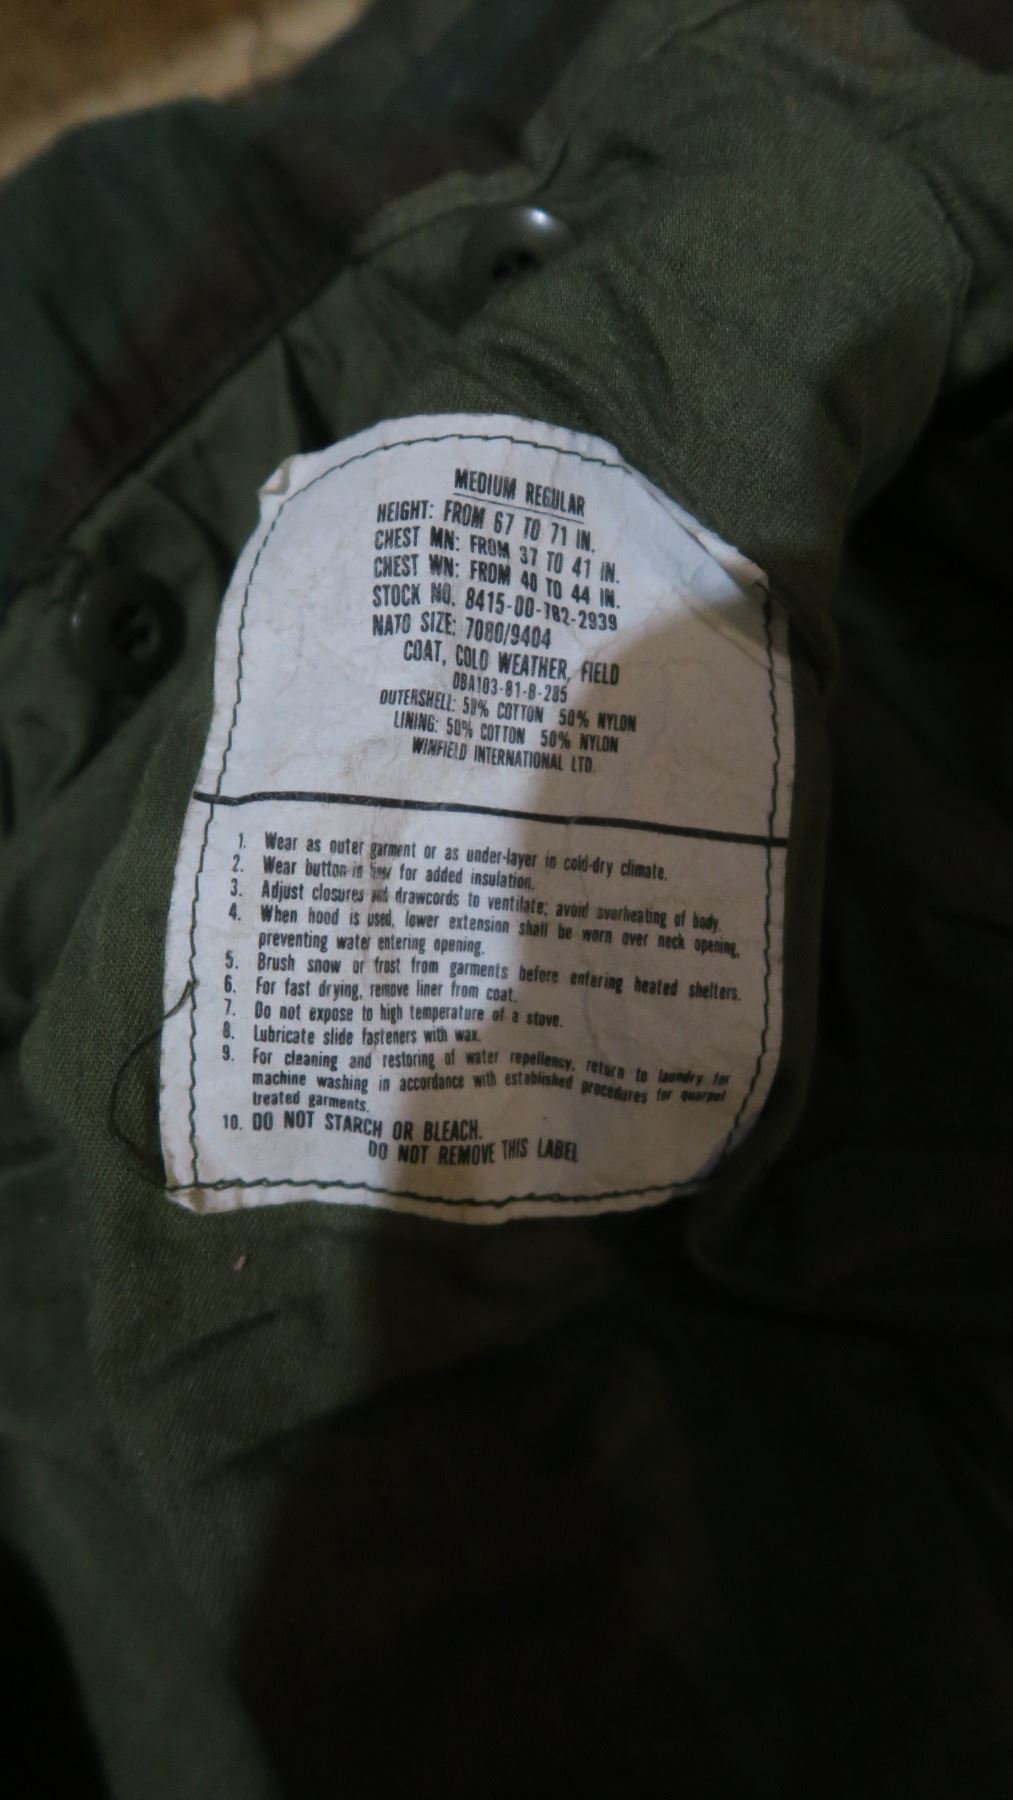 MEDIUM REGULAR
HEIGHT: FROM 67 TO 71 IN.
CHEST MN: FROM 37 TO 41 IN.
CHEST WN: FROM 40 TO 44 IN.
STOCK NO. 8415-00-782-2939
NATO SIZE: 7080/9404
COAT, COLD WEATHER, FIELD
DBA103-81-B-285
OUTERSHELL: 50% COTTON 50% NYLON
LINING: 50% COTTON 50% NYLON
WINFIELD INTERNATIONAL LTD.
1. Wear as outer garment or as under-layer in cold-dry climate.
2. Wear button-in liner for added insulation.
3. Adjust closures and drawcords to ventilate; avoid overheating of body.
4. When hood is used, lower extension shall be worn over neck opening,
preventing water entering opening.
5. Brush snow or frost from garments before entering heated shelters.
6. For fast drying, remove liner from coat.
7. Do not expose to high temperature of a stove.
8. Lubricate slide fasteners with wax.
9. For cleaning and restoring of water repellency, return to laundry for
machine washing in accordance with established procedures for quarpel
treated garments.
10. DO NOT STARCH OR BLEACH.
DO NOT REMOVE THIS LABEL